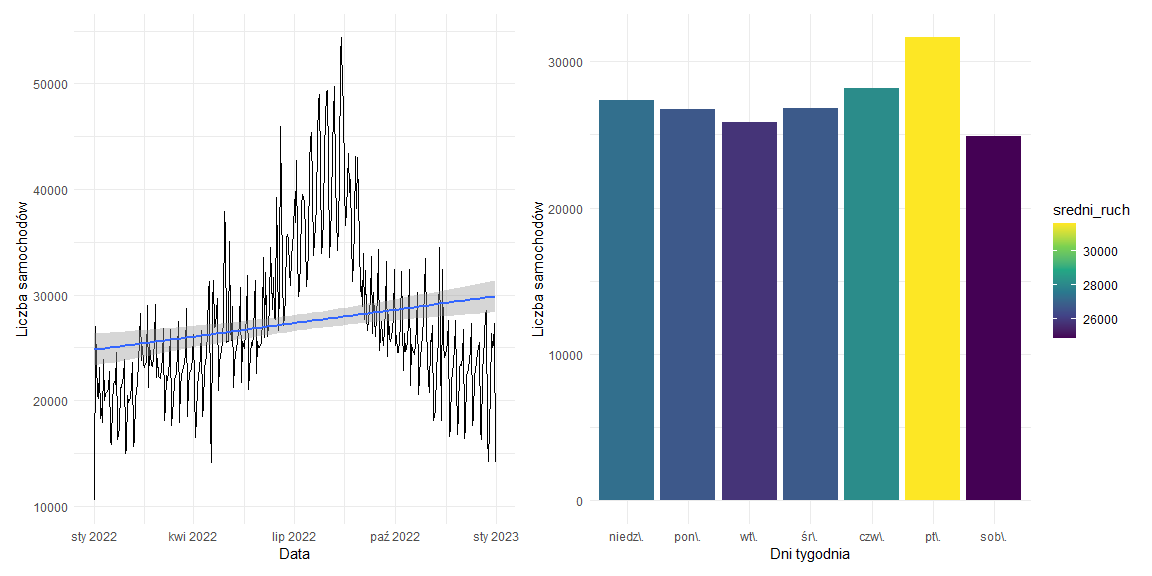 Liczba samochodów
50000
40000
30000
20000
10000
sty 2022
kwi 2022
lip 2022
paź 2022
sty 2023
Data
Liczba samochodów
30000
20000
10000
0
niedz\.
pon\.
wt\.
śr\.
czw\.
pt\.
sob\.
Dni tygodnia
sredni_ruch
30000
28000
26000